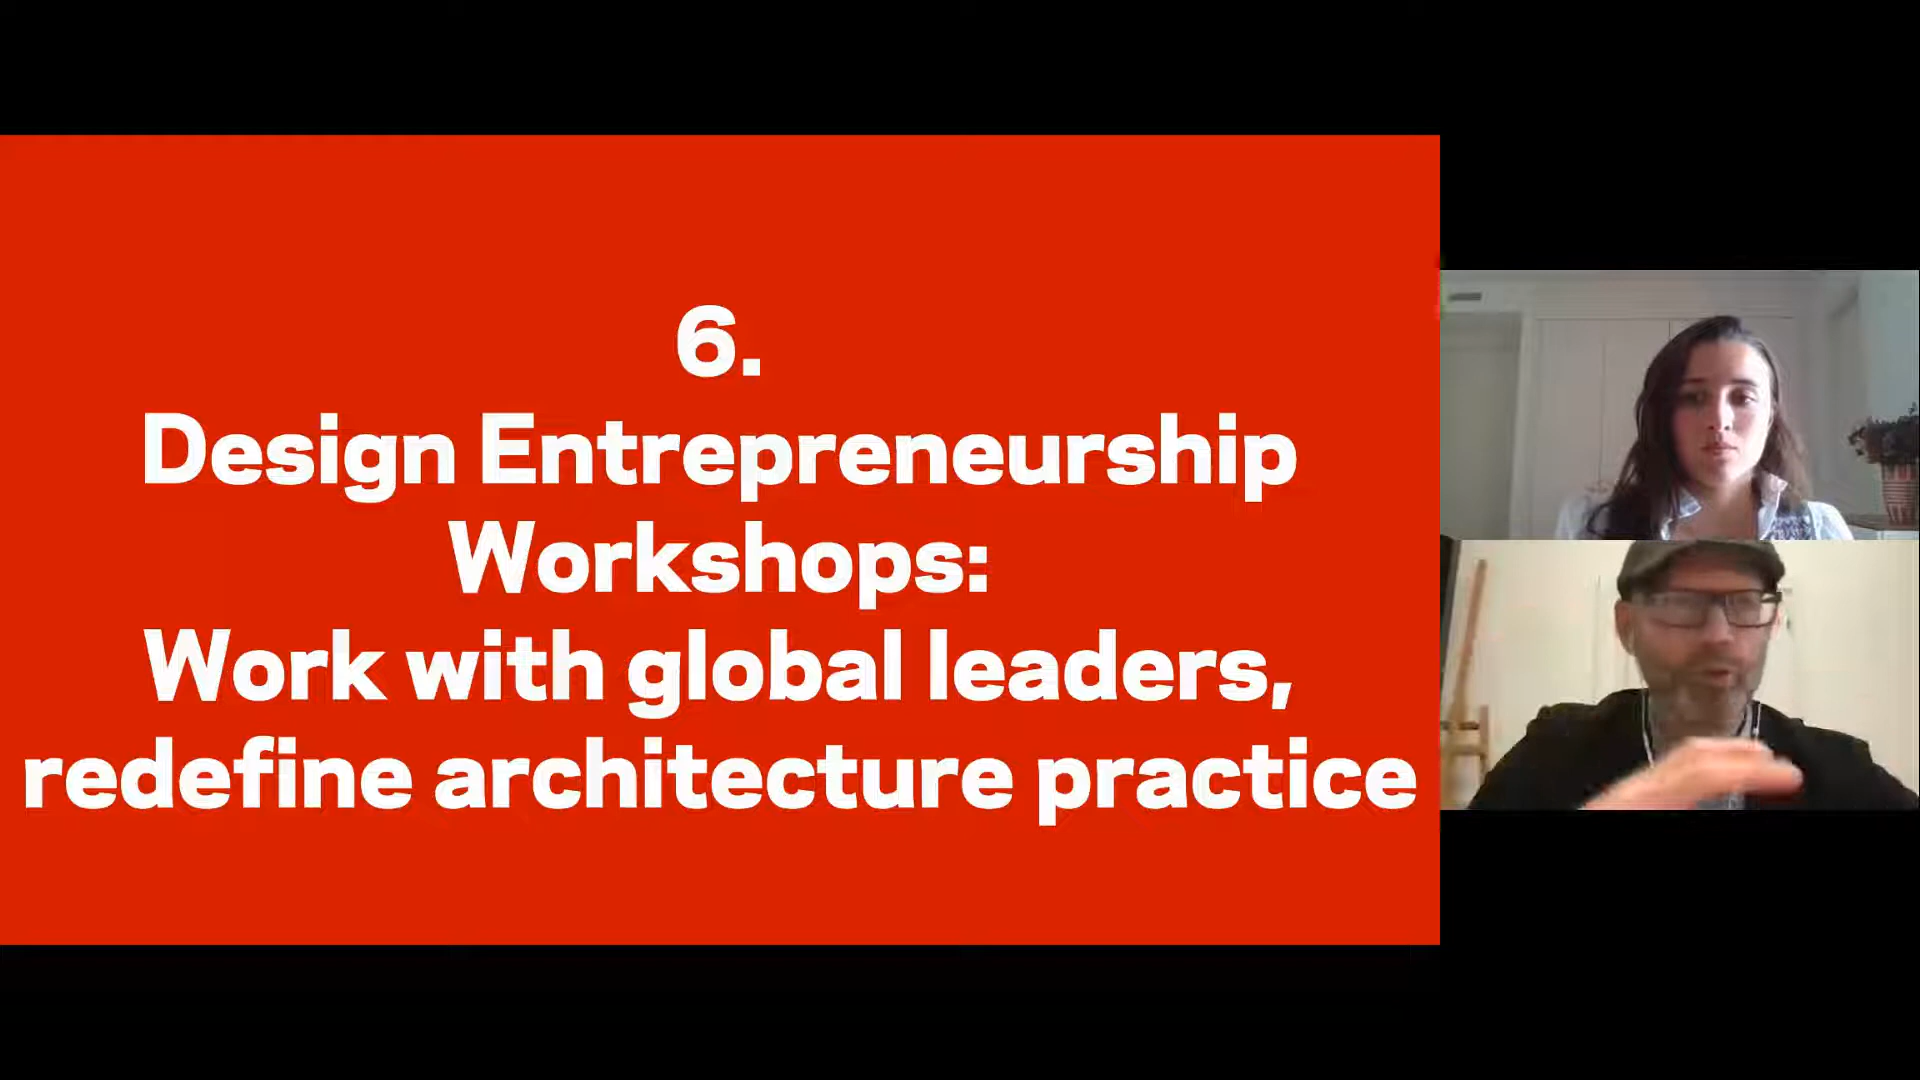 6.
Design Entrepreneurship
Workshops:
Work with global leaders,
redefine architecture practice